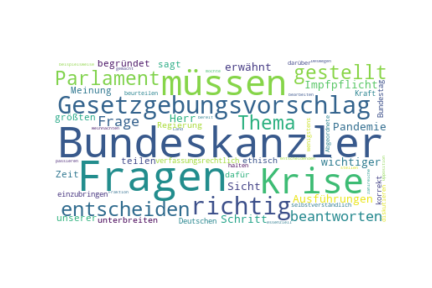 begründet sagt erwähnt darüber
Parlament müssen gestellt
Meinung beurteilen Impfpflicht
größten Gesetzgebungsvorschlag Kraft Bundestag
Frage Herr Thema Pandemie
Regierung Abgeordnete
Bundeskanzler
teilen verfassungsrechtlich ethisch wichtiger
Zeit Fragen halten dafür Krise korrekt
einzubringen Sicht Ausführungen
entscheiden richtig selbstverständlich
unserer unterbreiten Deutschen Schritt beantworten